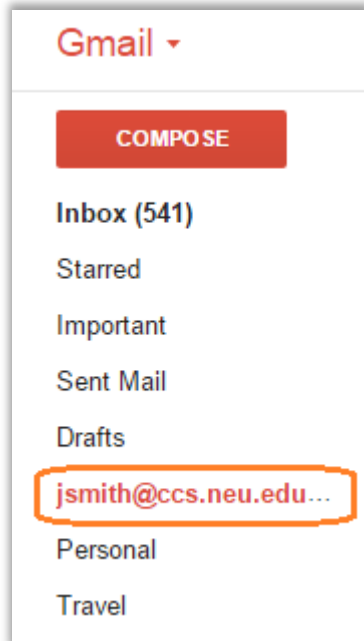 Gmail
COMPOSE
Inbox (541)
Starred
Important
Sent Mail
Drafts
jsmith@ccs.neu.edu...
Personal
Travel